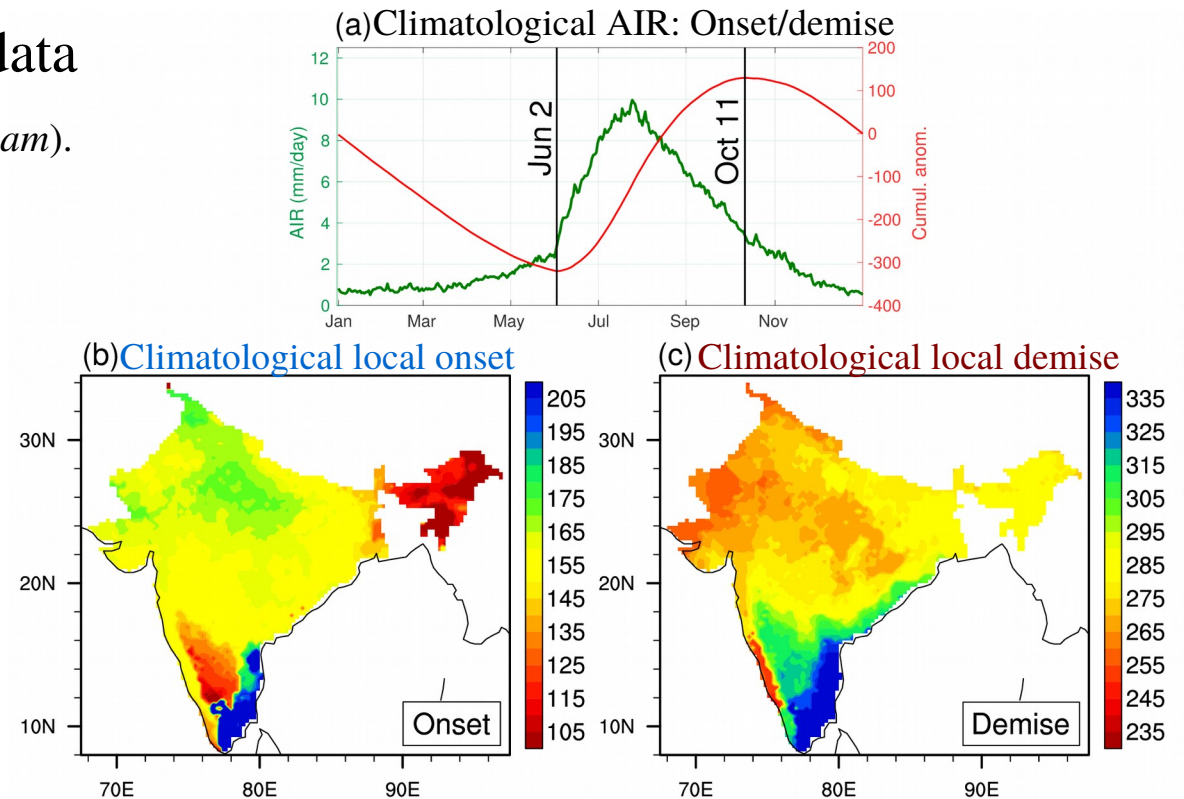 data
am).
(a)Climatological AIR: Onset/demise
12
10
8
6
4
2
0
AIR (mm/day)
Jun 2
Oct 11
200
100
0
-100
-200
-300
-400
Cumul. anom.
Jan Mar May Jul Sep Nov
(b)Climatological local onset
30N
20N
10N
70E 80E 90E
Onset
205
195
185
175
165
155
145
135
125
115
105
(c) Climatological local demise
30N
20N
10N
70E 80E 90E
Demise
335
325
315
305
295
285
275
265
255
245
235